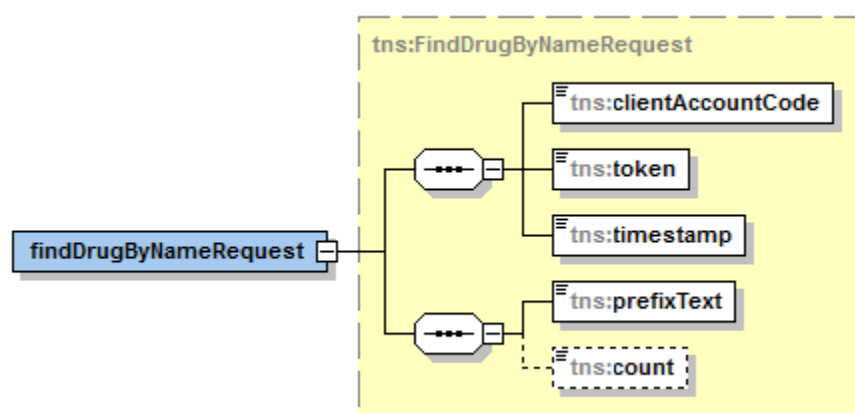 tns:FindDrugByNameRequest
tns:clientAccountCode
tns:token
tns:timestamp
findDrugByNameRequest
tns:prefixText
tns:count